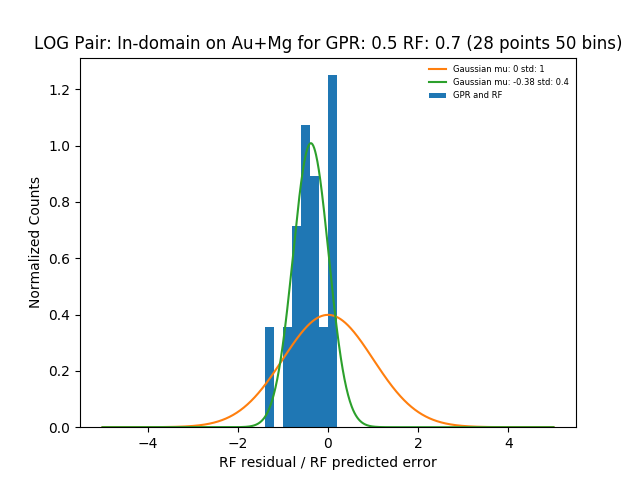 LOG Pair: In-domain on Au+Mg for GPR: 0.5 RF: 0.7 (28 points 50 bins)
Gaussian mu: 0 std: 1
Gaussian mu: -0.38 std: 0.4
GPR and RF
Normalized Counts
1.2
1.0
0.8
0.6
0.4
0.2
0.0
−4
−2
0
2
4
RF residual / RF predicted error